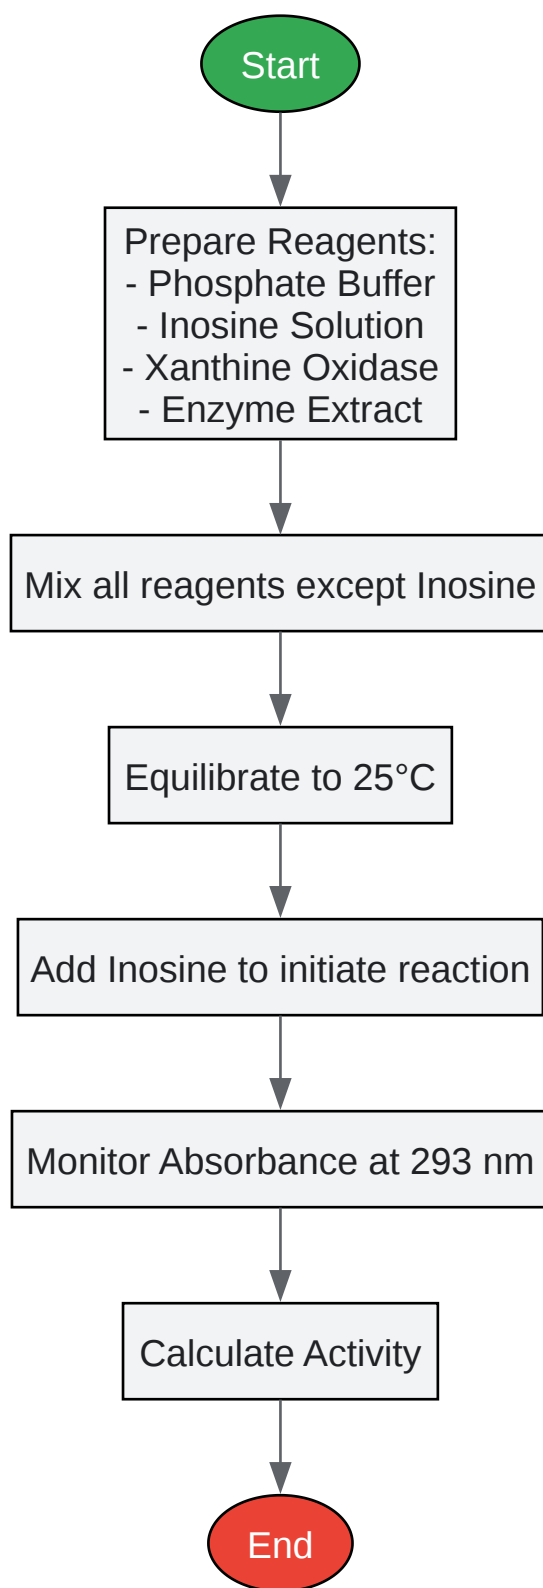 Start
Prepare Reagents:
- Phosphate Buffer
- Inosine Solution
- Xanthine Oxidase
- Enzyme Extract
Mix all reagents except Inosine
Equilibrate to 25°C
Add Inosine to initiate reaction
Monitor Absorbance at 293 nm
Calculate Activity
End